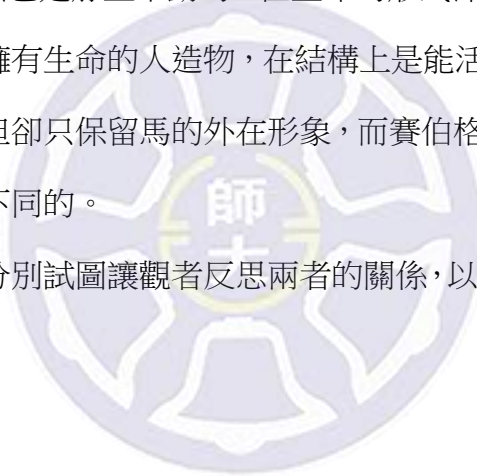 擁有生命的人造物，在結構上是能活
但卻只保留馬的外在形象，而賽伯格
不同的。
分別試圖讓觀者反思兩者的關係，以
師大